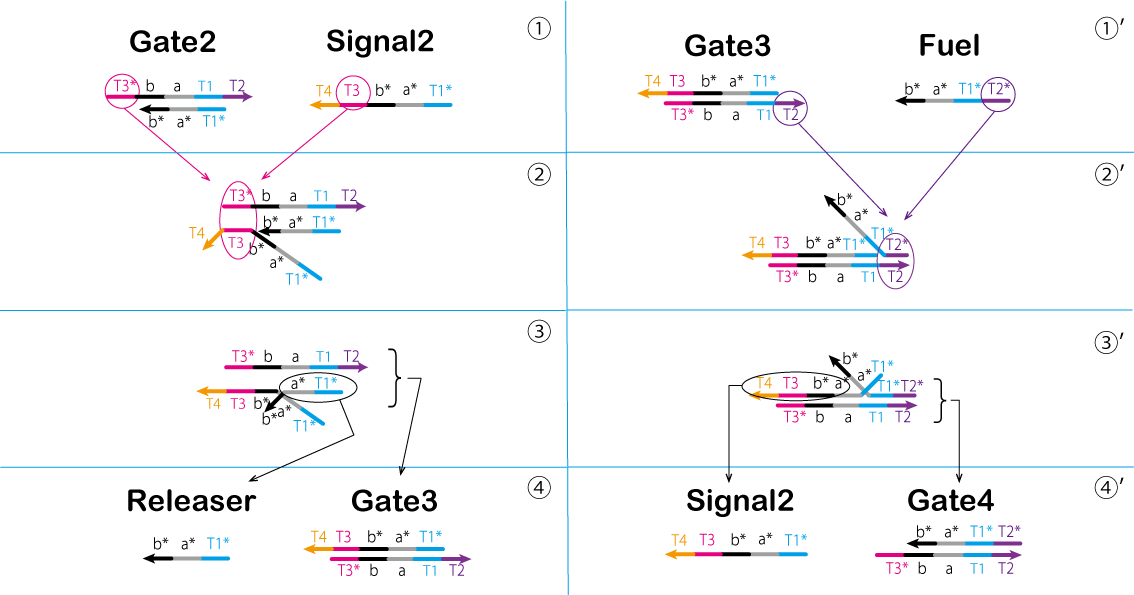 Gate2 Signal2 ①
T3* b a T1 T2
b* a* T1*
T4 T3 b* a* T1*
②
T3* b a T1 T2
b* a* T1*
T4 T3 b*
a*
T1*
③
T3* b a T1 T2
a* T1*
T4 T3 b*
b* a*
T1*
Releaser Gate3 ④
b* a* T1*
T4 T3 b* a* T1*
T3* b a T1 T2
Gate3 Fuel ①′
T4 T3 b* a* T1*
T3* b a T1 T2
b* a* T1* T2*
②′
b*
a*
T1*
T4 T3 b* a* T1* T2*
T3* b a T1 T2
③′
b* T1*
a*
T4 T3 b* a* T1* T2*
T3* b a T1 T2
Signal2 Gate4 ④′
T4 T3 b* a* T1*
b* a* T1* T2*
T3* b a T1 T2